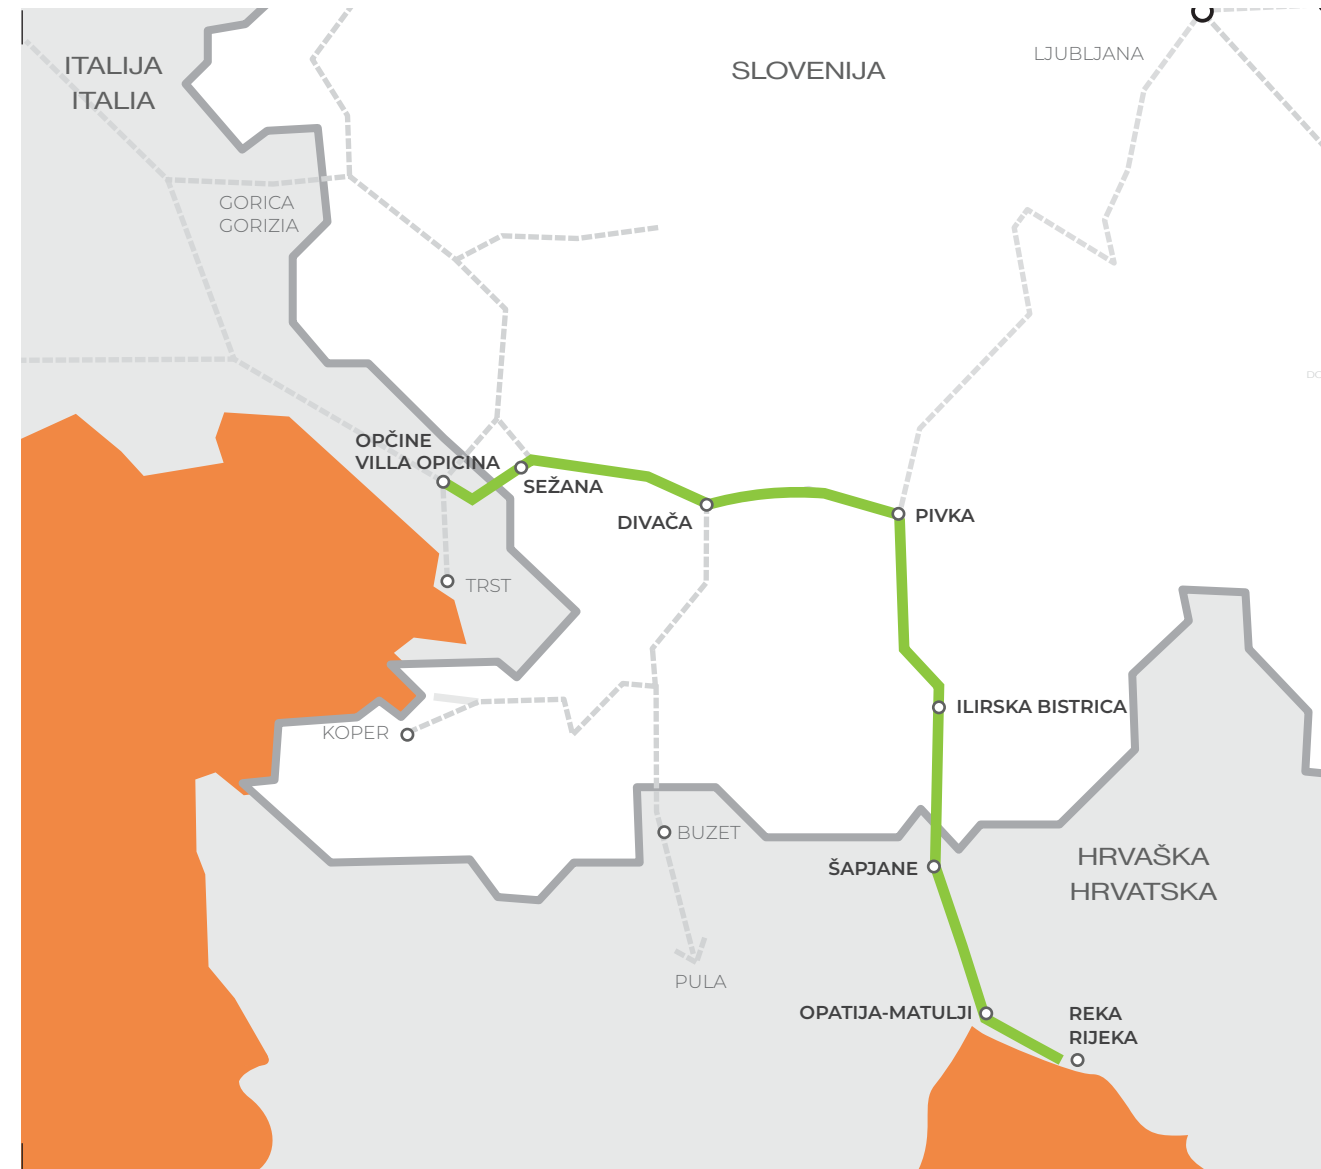 ITALIJA
ITALIA
SLOVENIJA
LJUBLJANA
GORICA
GORIZIA
DO
OPČINE
VILLA OPICINA
SEŽANA
DIVAČA
PIVKA
TRST
ILIRSKA BISTRICA
KOPER
BUZET
ŠAPJANE
HRVAŠKA
HRVATSKA
PULA
OPATIJA-MATULJI
REKA
RIJEKA